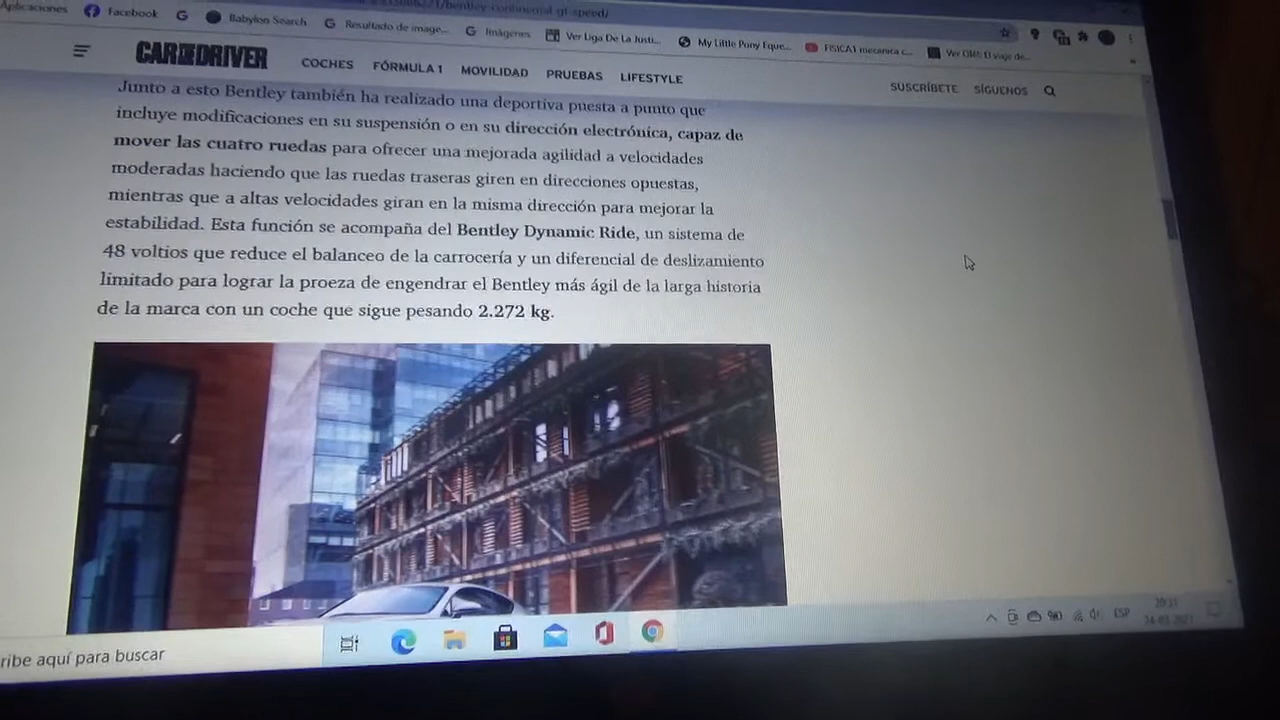 Aplicaciones Facebook Babylon Search Resultado de image... Imágenes Ver Liga De La Justi... My Little Pony Eque... FISICA1 mecanica c... Ver
bentley-continental-gt-speed/
CAR AND DRIVER COCHES FÓRMULA 1 MOVILIDAD PRUEBAS LIFESTYLE SUSCRÍBETE SÍGUENOS
Junto a esto Bentley también ha realizado una deportiva puesta a punto que
incluye modificaciones en su suspensión o en su dirección electrónica, capaz de
mover las cuatro ruedas para ofrecer una mejorada agilidad a velocidades
moderadas haciendo que las ruedas traseras giren en direcciones opuestas,
mientras que a altas velocidades giran en la misma dirección para mejorar la
estabilidad. Esta función se acompaña del Bentley Dynamic Ride, un sistema de
48 voltios que reduce el balanceo de la carrocería y un diferencial de deslizamiento
limitado para lograr la proeza de engendrar el Bentley más ágil de la larga historia
de la marca con un coche que sigue pesando 2.272 kg.
ribe aquí para buscar
ESP